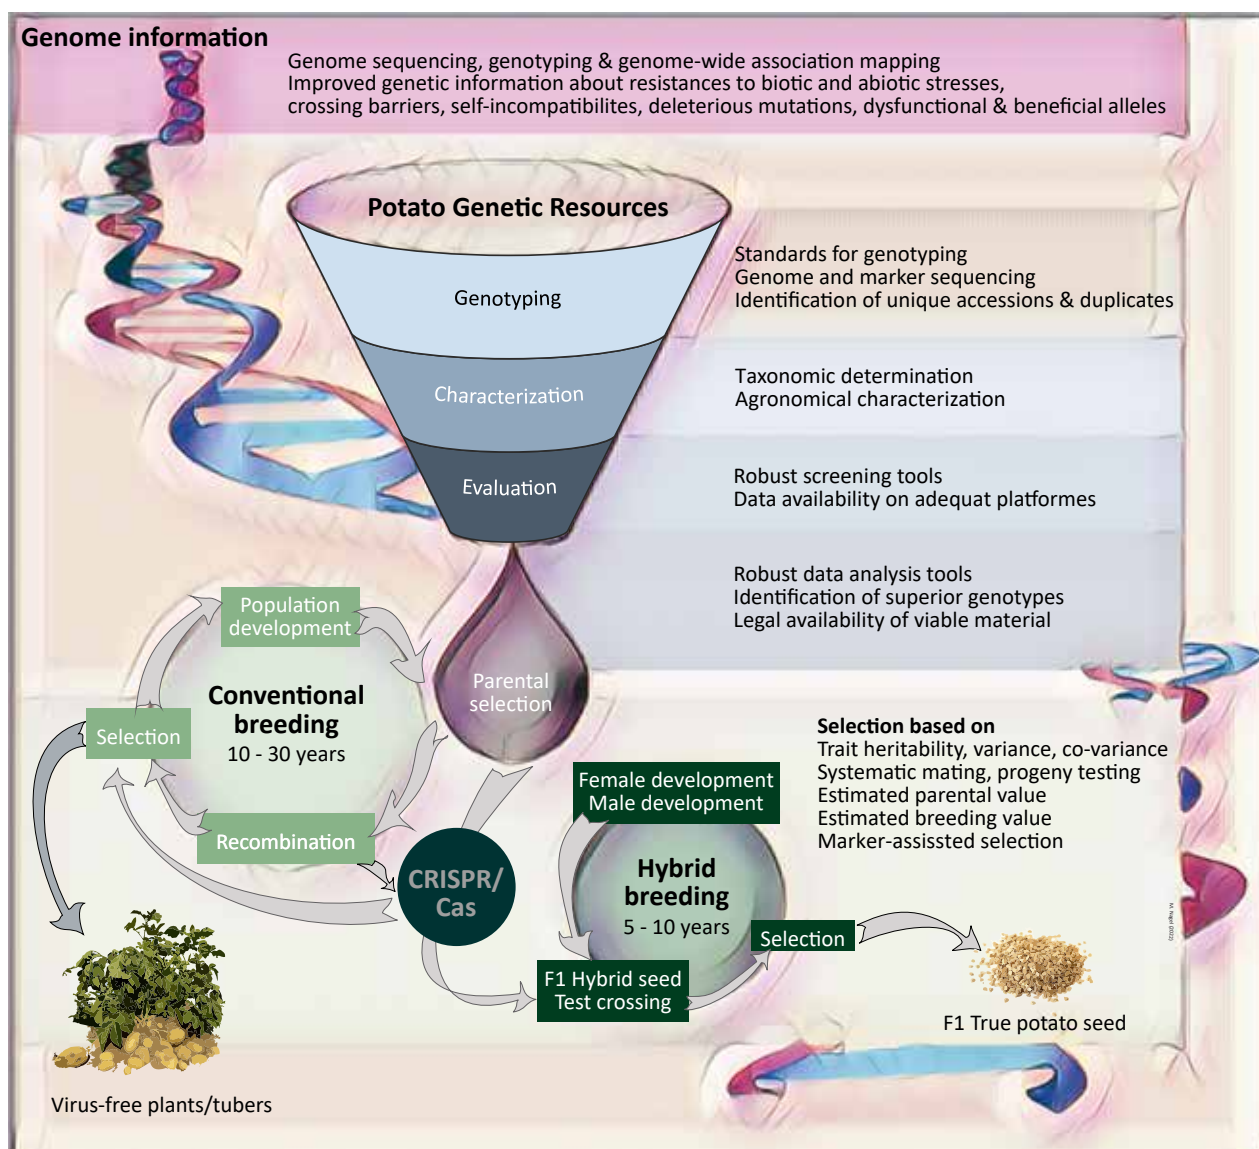 Genome information
Genome sequencing, genotyping & genome-wide association mapping
Improved genetic information about resistances to biotic and abiotic stresses,
crossing barriers, self-incompatibilites, deleterious mutations, dysfunctional & beneficial alleles
Potato Genetic Resources
Genotyping
Standards for genotyping
Genome and marker sequencing
Identification of unique accessions & duplicates
Characterization
Taxonomic determination
Agronomical characterization
Evaluation
Robust screening tools
Data availability on adequat platformes
Robust data analysis tools
Identification of superior genotypes
Legal availability of viable material
Parental
selection
Population
development
Conventional
breeding
10 - 30 years
Selection
Recombination
CRISPR/
Cas
Female development
Male development
Hybrid
breeding
5 - 10 years
F1 Hybrid seed
Test crossing
Selection
Selection based on
Trait heritability, variance, co-variance
Systematic mating, progeny testing
Estimated parental value
Estimated breeding value
Marker-assissted selection
M. Nagel (2022)
F1 True potato seed
Virus-free plants/tubers